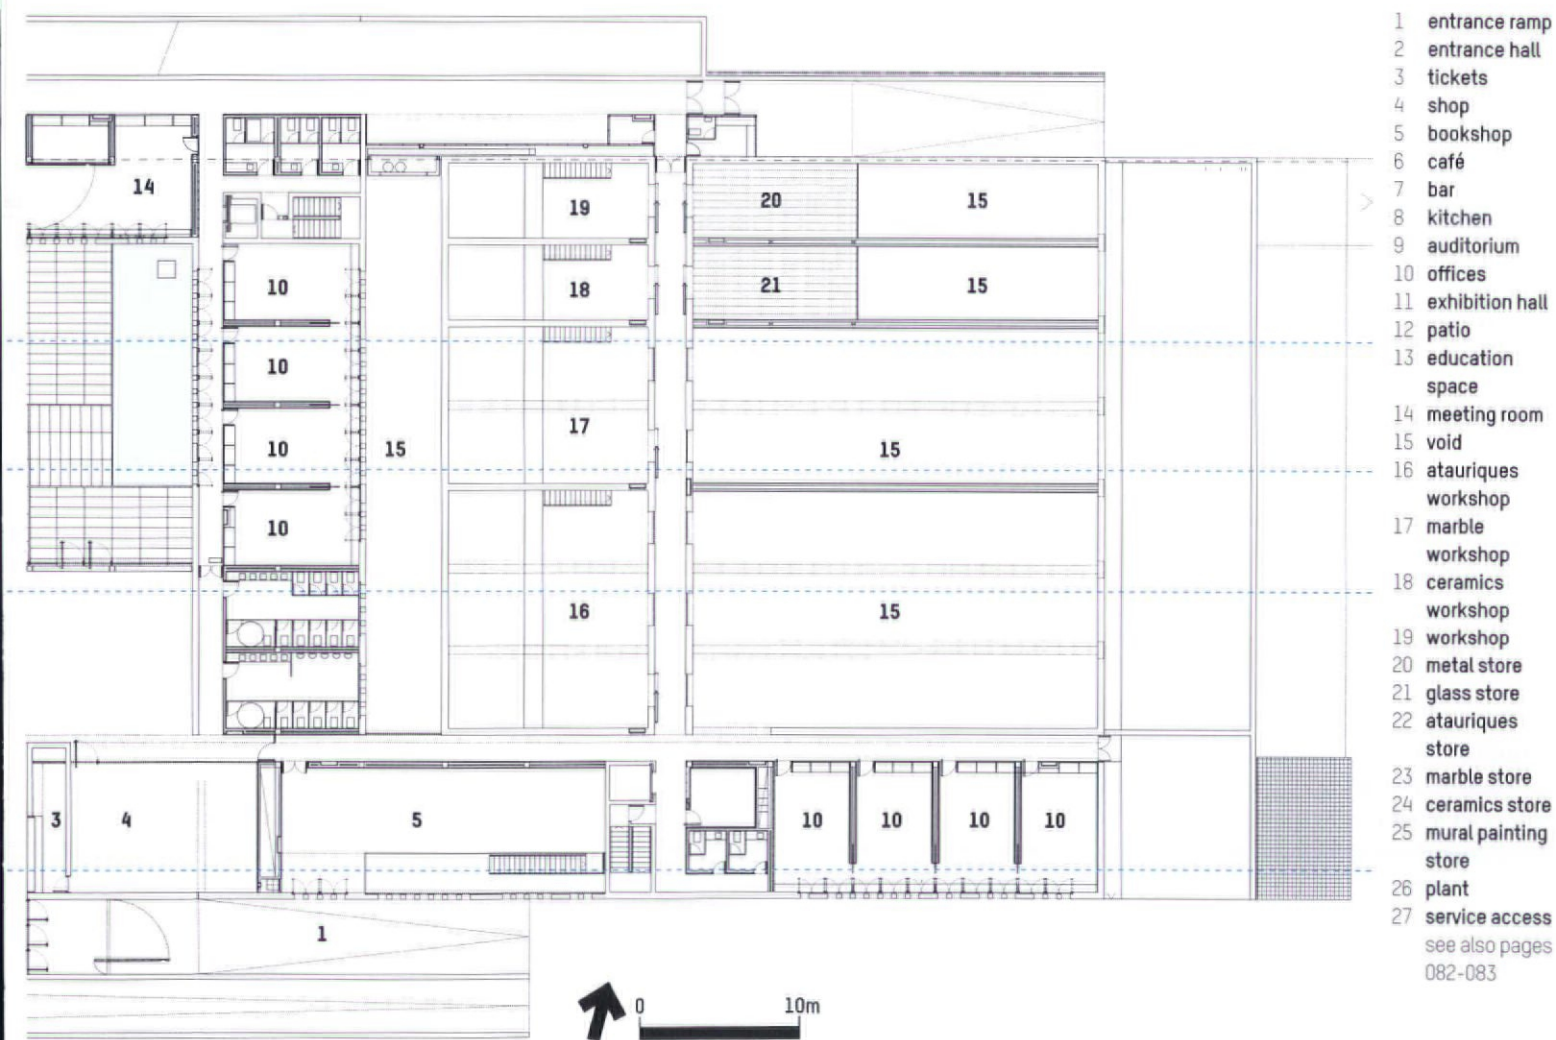 14
19
20
15
10
18
21
15
10
10
15
17
15
10
16
15
3
4
5
10
10
10
10
1
0
10m
1 entrance ramp
2 entrance hall
3 tickets
4 shop
5 bookshop
6 café
7 bar
8 kitchen
9 auditorium
10 offices
11 exhibition hall
12 patio
13 education
space
14 meeting room
15 void
16 atauriques
workshop
17 marble
workshop
18 ceramics
workshop
19 workshop
20 metal store
21 glass store
22 atauriques
store
23 marble store
24 ceramics store
25 mural painting
store
26 plant
27 service access
see also pages
082-083